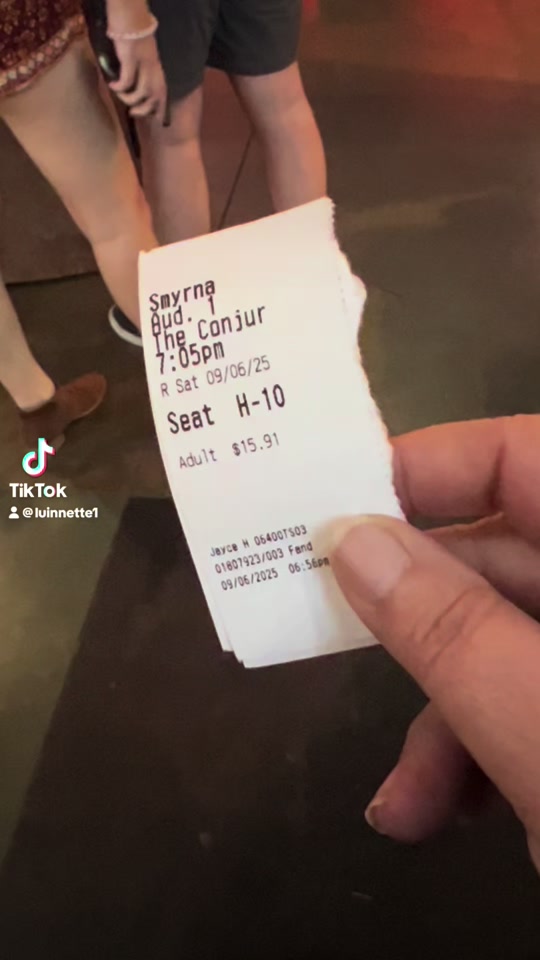 Smyrna
Aud. 1
The Conjur
7:05pm
R Sat 09/06/25
Seat H-10
Adult $15.91
Jayce H 06400TS03
01807923/003 Fand
09/06/2025 06:56pm
TikTok
@luinnette1